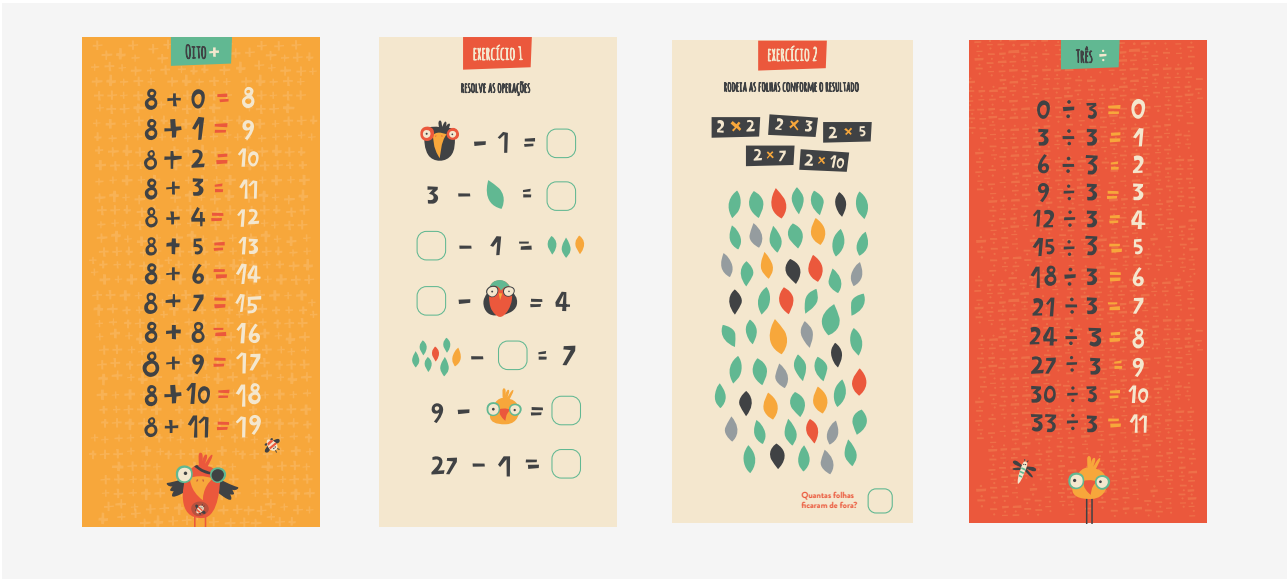 Oito +
8 + 0 = 8
8 + 1 = 9
8 + 2 = 10
8 + 3 = 11
8 + 4 = 12
8 + 5 = 13
8 + 6 = 14
8 + 7 = 15
8 + 8 = 16
8 + 9 = 17
8 + 10 = 18
8 + 11 = 19
EXERCÍCIO 1
RESOLVE AS OPERAÇÕES
- 1 =
3 - =
- 1 =
- = 4
- = 7
9 - =
27 - 1 =
EXERCÍCIO 2
RODEIA AS FOLHAS CONFORME O RESULTADO
2 × 2
2 × 3
2 × 5
2 × 7
2 × 10
Quantas folhas
ficaram de fora?
TRÊS ÷
0 ÷ 3 = 0
3 ÷ 3 = 1
6 ÷ 3 = 2
9 ÷ 3 = 3
12 ÷ 3 = 4
15 ÷ 3 = 5
18 ÷ 3 = 6
21 ÷ 3 = 7
24 ÷ 3 = 8
27 ÷ 3 = 9
30 ÷ 3 = 10
33 ÷ 3 = 11